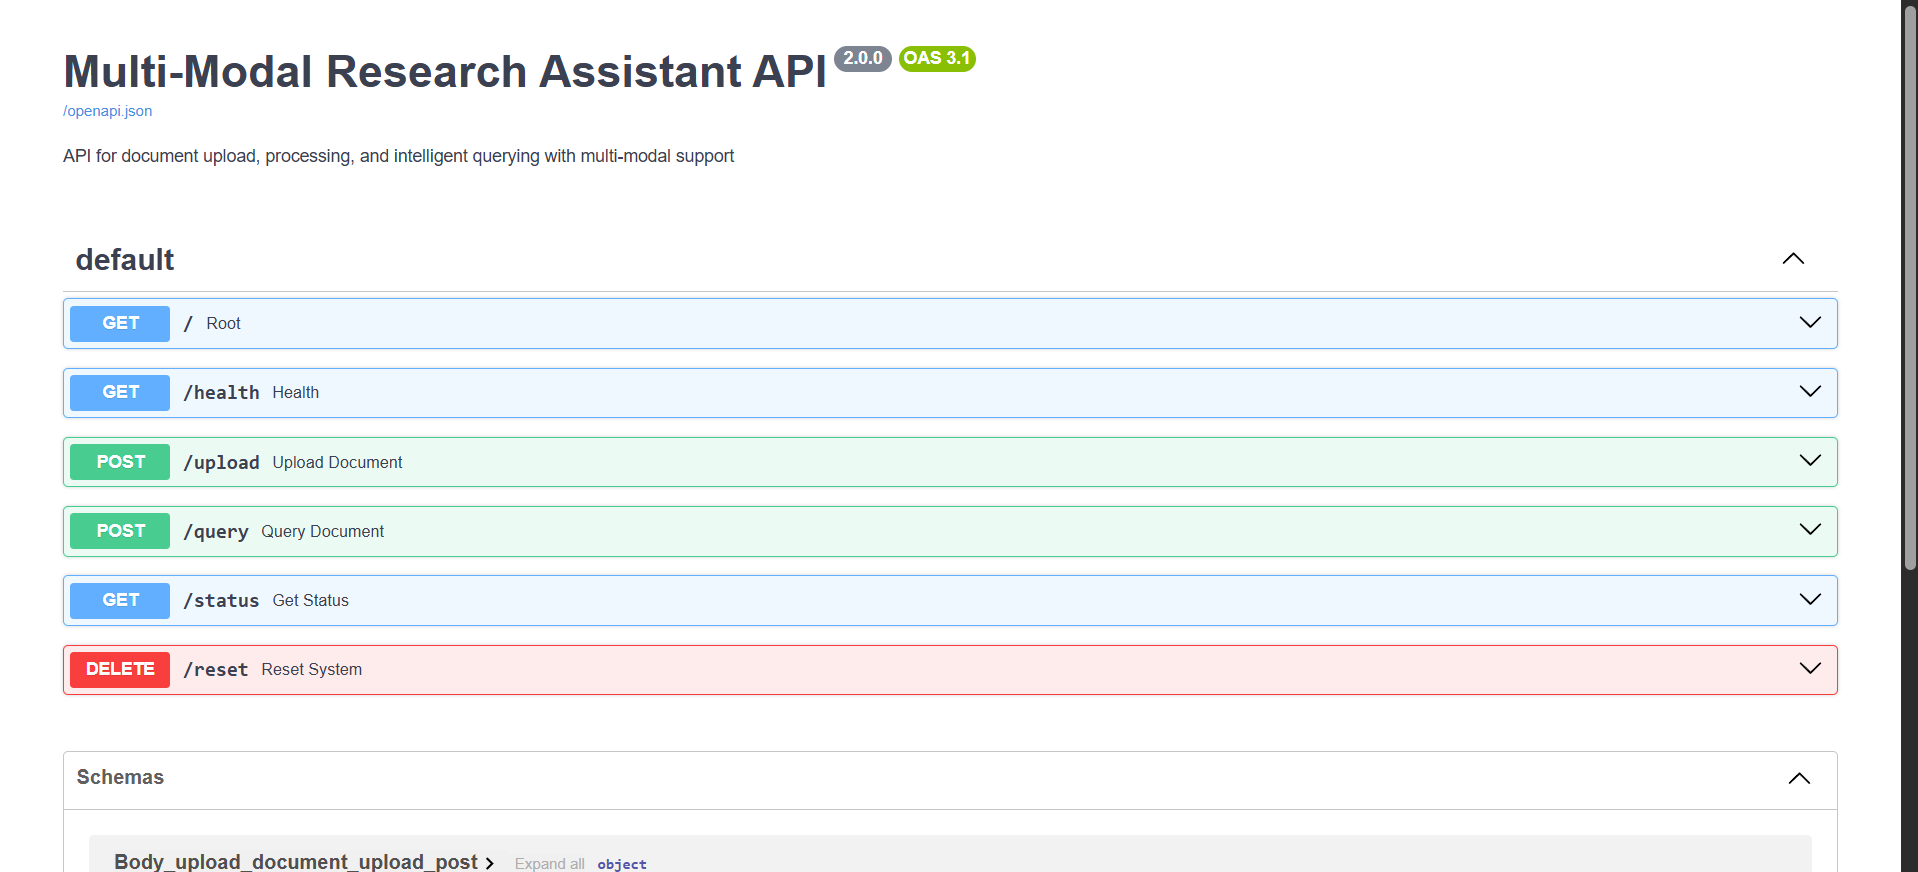 Multi-Modal Research Assistant API 2.0.0 OAS 3.1
/openapi.json
API for document upload, processing, and intelligent querying with multi-modal support
default
GET / Root
GET /health Health
POST /upload Upload Document
POST /query Query Document
GET /status Get Status
DELETE /reset Reset System
Schemas
Body_upload_document_upload_post Expand all object